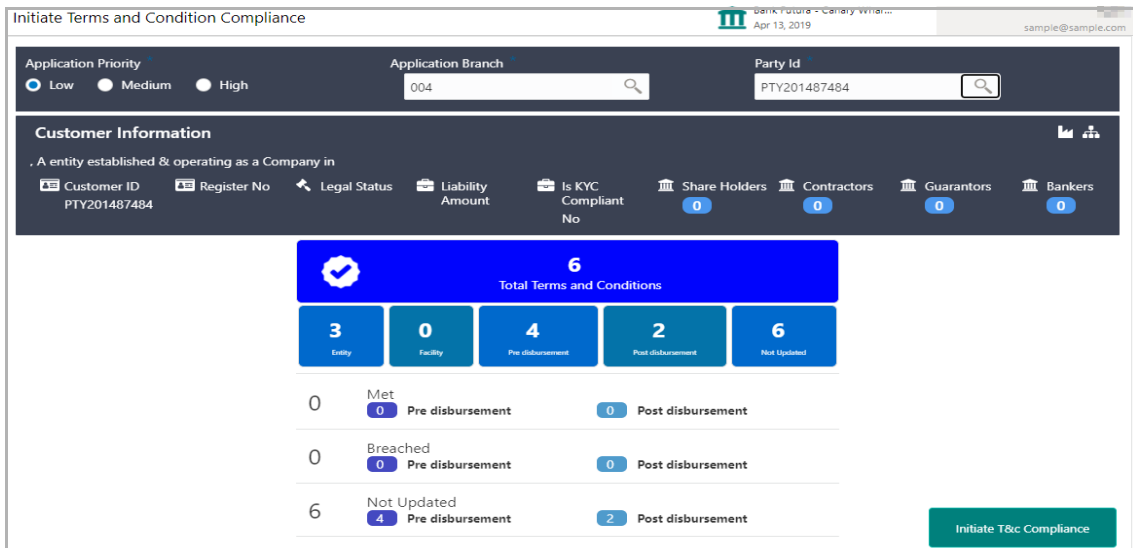 Initiate Terms and Condition Compliance
Bank Futura - Canary Whar...
Apr 13, 2019
sample@sample.com
Application Priority * Application Branch * Party Id *
Low Medium High 004 PTY201487484
Customer Information
. A entity established & operating as a Company in
Customer ID Register No Legal Status Liability Is KYC Share Holders Contractors Guarantors Bankers
PTY201487484 Amount Compliant 0 0 0 0
No
6
Total Terms and Conditions
3 0 4 2 6
Entity Facility Pre disbursement Post disbursement Not Updated
0 Met
0 Pre disbursement 0 Post disbursement
0 Breached
0 Pre disbursement 0 Post disbursement
6 Not Updated
4 Pre disbursement 2 Post disbursement
Initiate T&c Compliance